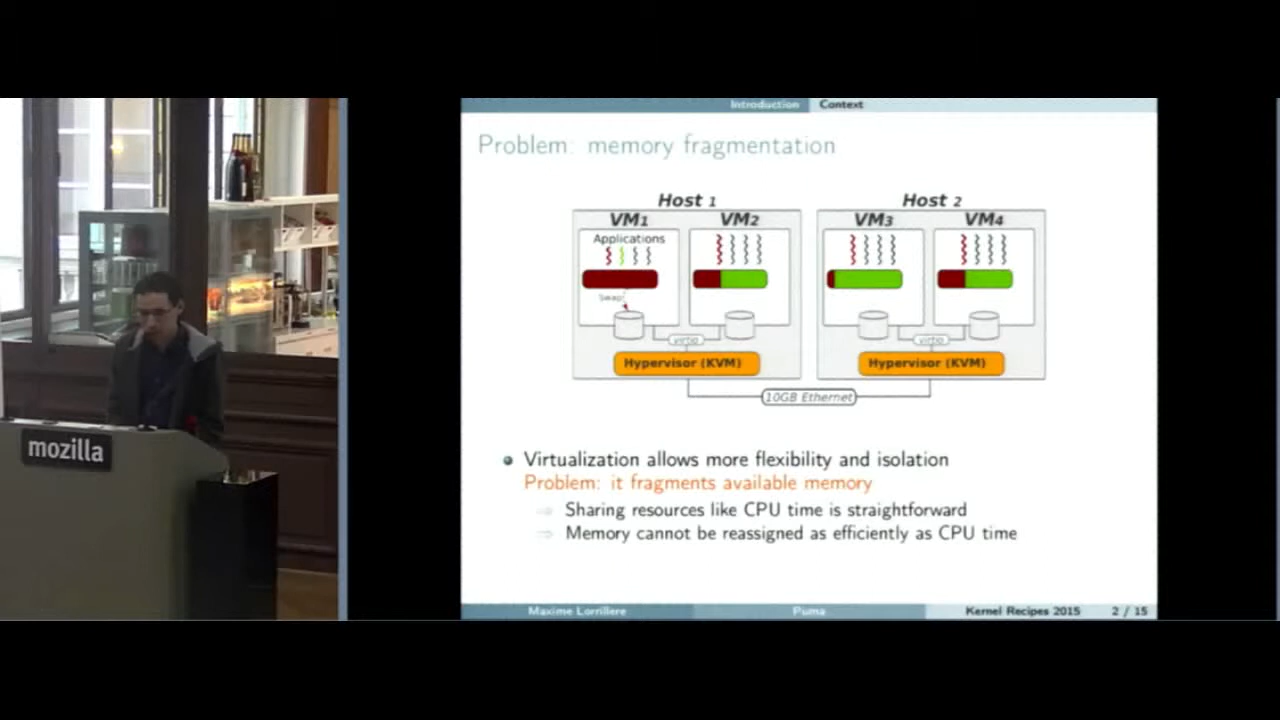 mozilla
Introduction Context
Problem: memory fragmentation
Host 1 Host 2
VM1 VM2 VM3 VM4
Applications
Swap
virtio virtio
Hypervisor (KVM) Hypervisor (KVM)
10GB Ethernet
Virtualization allows more flexibility and isolation
Problem: it fragments available memory
Sharing resources like CPU time is straightforward
Memory cannot be reassigned as efficiently as CPU time
Maxime Lorrillere Puma Kernel Recipes 2015 2 / 15